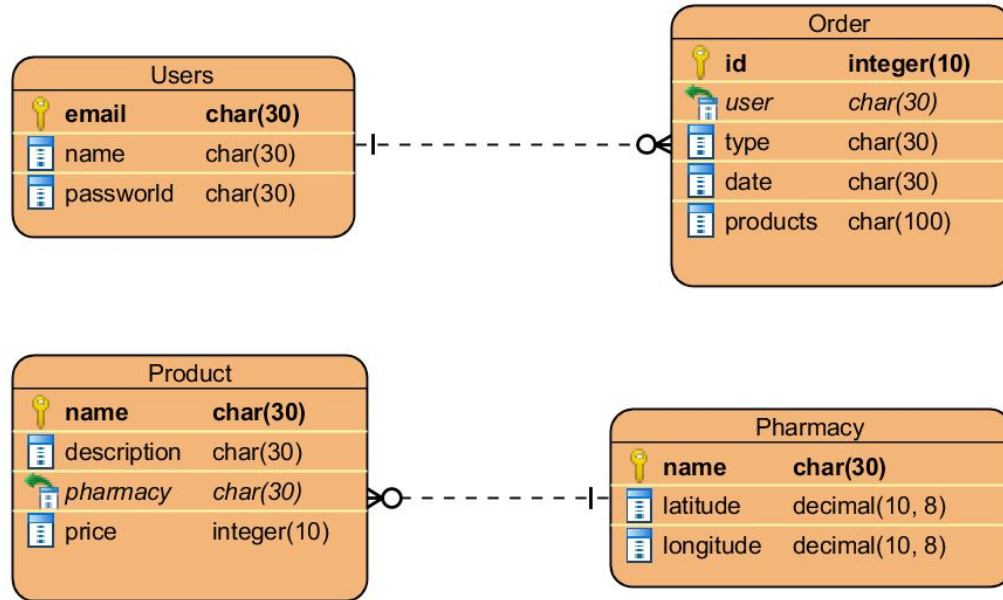 Users
email char(30)
name char(30)
passworld char(30)
Order
id integer(10)
user char(30)
type char(30)
date char(30)
products char(100)
Product
name char(30)
description char(30)
pharmacy char(30)
price integer(10)
Pharmacy
name char(30)
latitude decimal(10, 8)
longitude decimal(10, 8)